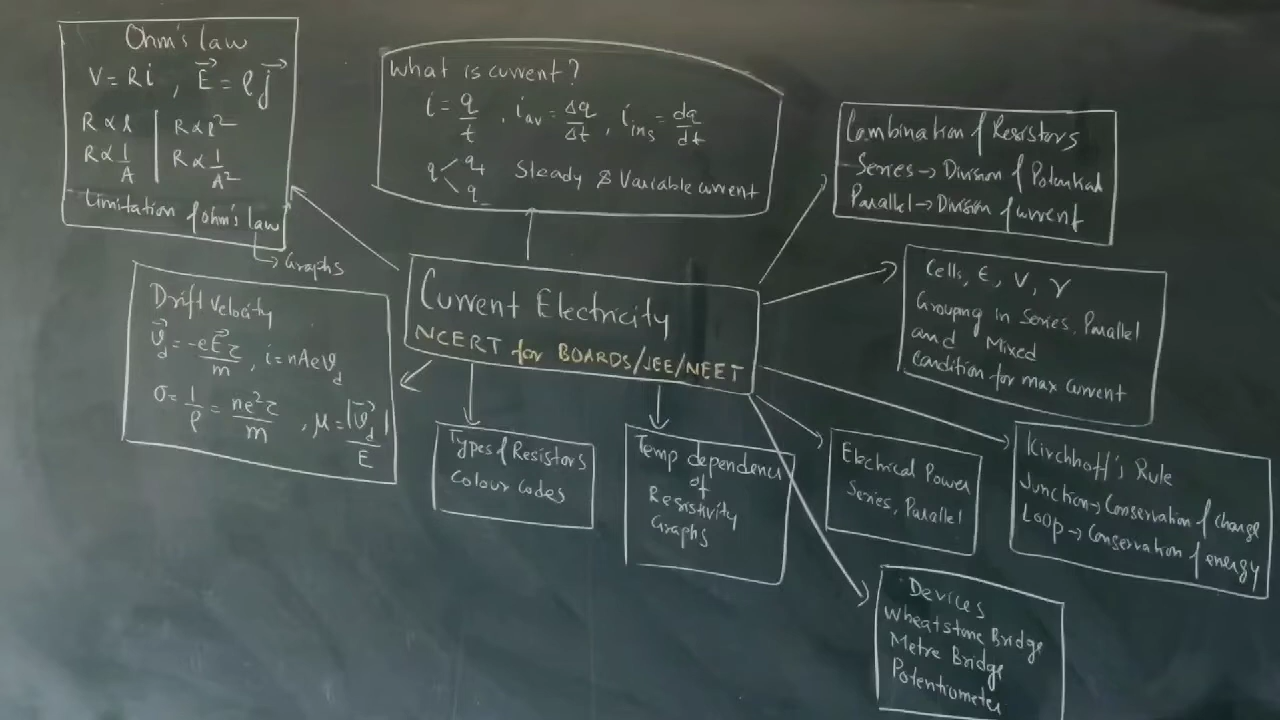 Ohm's law
V = Ri , E⃗ = ρj⃗
R ∝ l | R ∝ l²
R ∝ 1/A | R ∝ 1/A²
Limitation of ohm's law
→ Graphs
What is current?
i = q/t , i_av = Δq/Δt , i_ins = dq/dt
q < q₊ q₋ Steady & Variable current
Combination of Resistors
Series → Division of Potential
Parallel → Division of current
Current Electricity
NCERT for BOARDS/JEE/NEET
Cells, ϵ, V, r
Grouping in Series, Parallel
and Mixed
condition for max current
Drift Velocity
v⃗_d = -eE⃗τ/m , i = nAev_d
σ = 1/ρ = ne²τ/m , μ = |v⃗_d|/E
Types of Resistors
Colour codes
Temp dependence
of
Resistivity
Graphs
Electrical Power
Series, Parallel
Kirchhoff's Rule
Junction → Conservation of charge
Loop → Conservation of energy
Devices
Wheatstone Bridge
Metre Bridge
Potentiometer